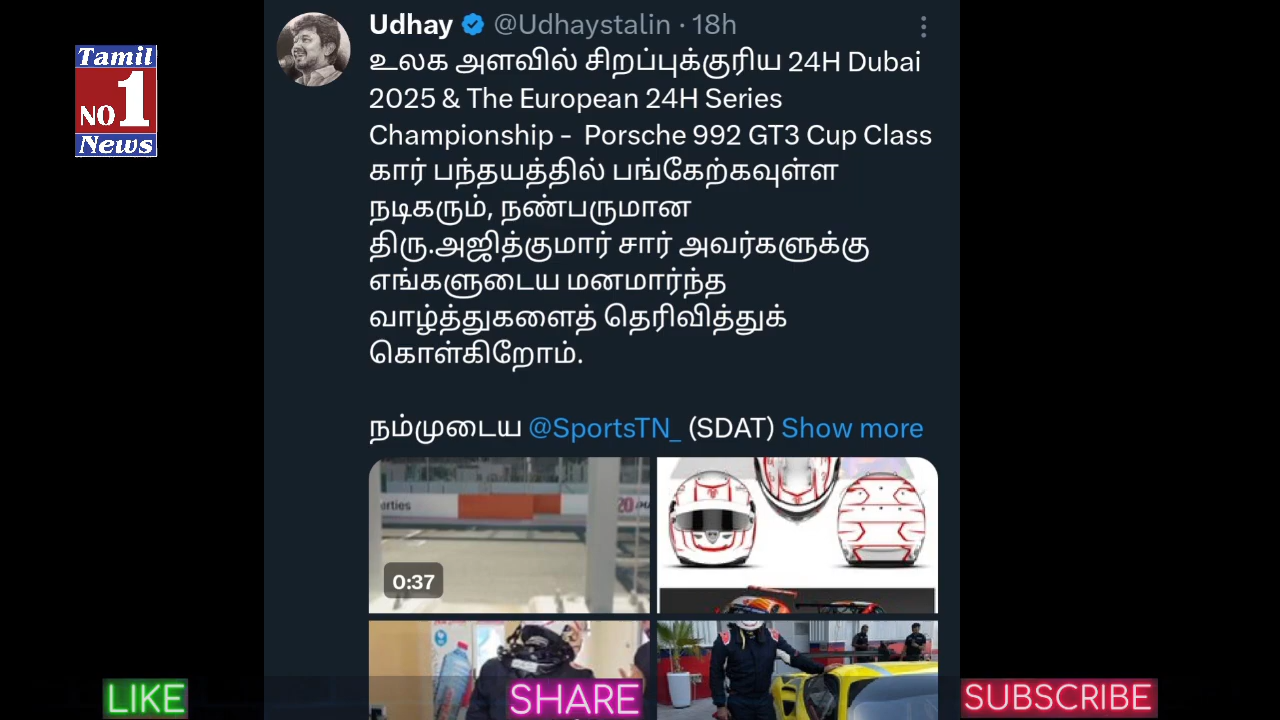 Tamil
NO 1
News
Udhay @Udhaystalin · 18h
உலக அளவில் சிறப்புக்குரிய 24H Dubai
2025 & The European 24H Series
Championship - Porsche 992 GT3 Cup Class
கார் பந்தயத்தில் பங்கேற்கவுள்ள
நடிகரும், நண்பருமான
திரு.அஜித்குமார் சார் அவர்களுக்கு
எங்களுடைய மனமார்ந்த
வாழ்த்துகளைத் தெரிவித்துக்
கொள்கிறோம்.
நம்முடைய @SportsTN_ (SDAT) Show more
erties
0:37
LIKE
SHARE
SUBSCRIBE